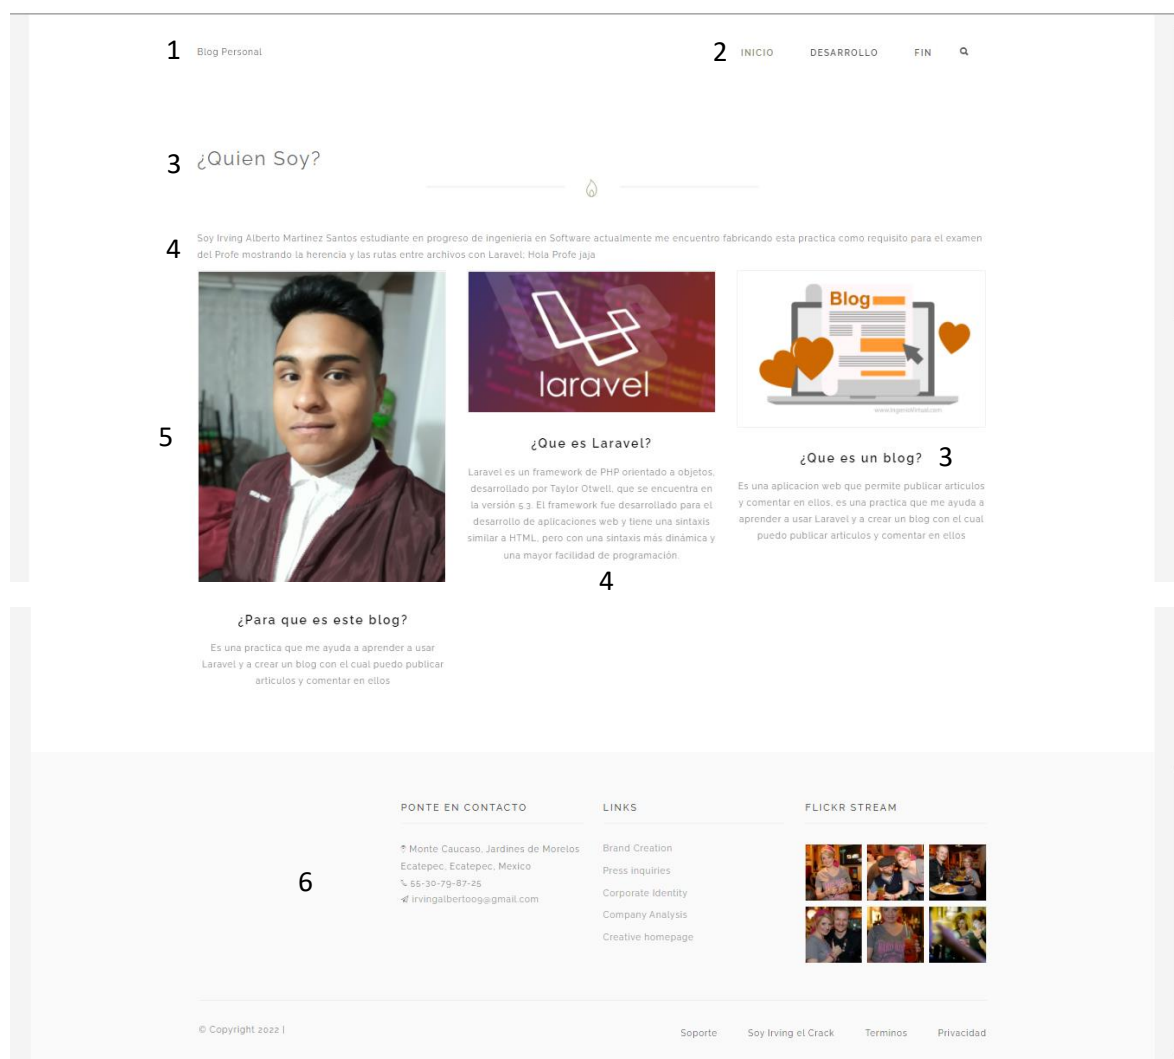 1 Blog Personal
2 INICIO DESARROLLO FIN
3 ¿Quien Soy?
4 Soy Irving Alberto Martinez Santos estudiante en progreso de ingenieria en Software actualmente me encuentro fabricando esta practica como requisito para el examen
del Profe mostrando la herencia y las rutas entre archivos con Laravel; Hola Profe jaja
5
laravel
¿Que es Laravel?
Laravel es un framework de PHP orientado a objetos,
desarrollado por Taylor Otwell, que se encuentra en
la versión 5.3. El framework fue desarrollado para el
desarrollo de aplicaciones web y tiene una sintaxis
similar a HTML, pero con una sintaxis más dinámica y
una mayor facilidad de programación.
4
Blog
¿Que es un blog? 3
Es una aplicacion web que permite publicar articulos
y comentar en ellos, es una practica que me ayuda a
aprender a usar Laravel y a crear un blog con el cual
puedo publicar articulos y comentar en ellos
¿Para que es este blog?
Es una practica que me ayuda a aprender a usar
Laravel y a crear un blog con el cual puedo publicar
articulos y comentar en ellos
6
PONTE EN CONTACTO
Monte Caucaso, Jardines de Morelos
Ecatepec, Ecatepec, Mexico
55-30-79-87-25
irvingalberto09@gmail.com
LINKS
Brand Creation
Press inquiries
Corporate Identity
Company Analysis
Creative homepage
FLICKR STREAM
© Copyright 2022 |
Soporte Soy Irving el Crack Terminos Privacidad